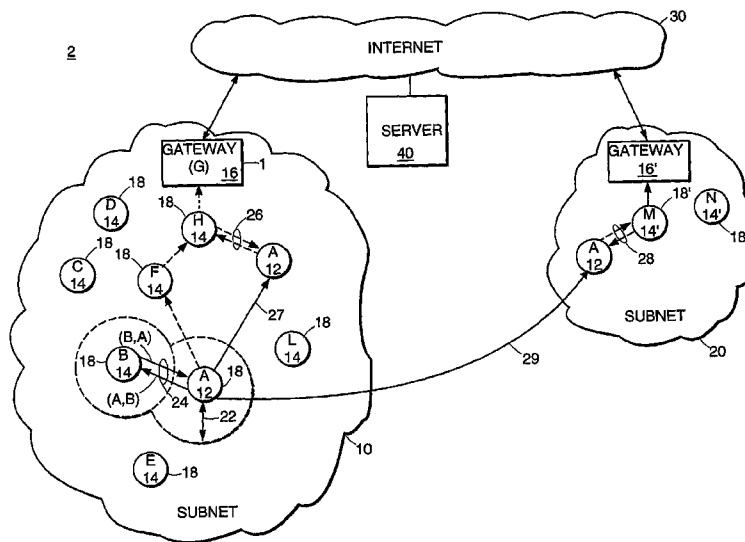 2
30
INTERNET
SERVER
40
GATEWAY
(G)
16
1
GATEWAY
16'
18
D
14
18
H
14
26
18'
M
14'
N
14'
18'
18
C
14
18
F
14
A
12
A
12
28
27
L
14
18
SUBNET
20
(B,A)
18
B
14
A
12
18
29
(A,B)
24
22
E
14
18
10
SUBNET